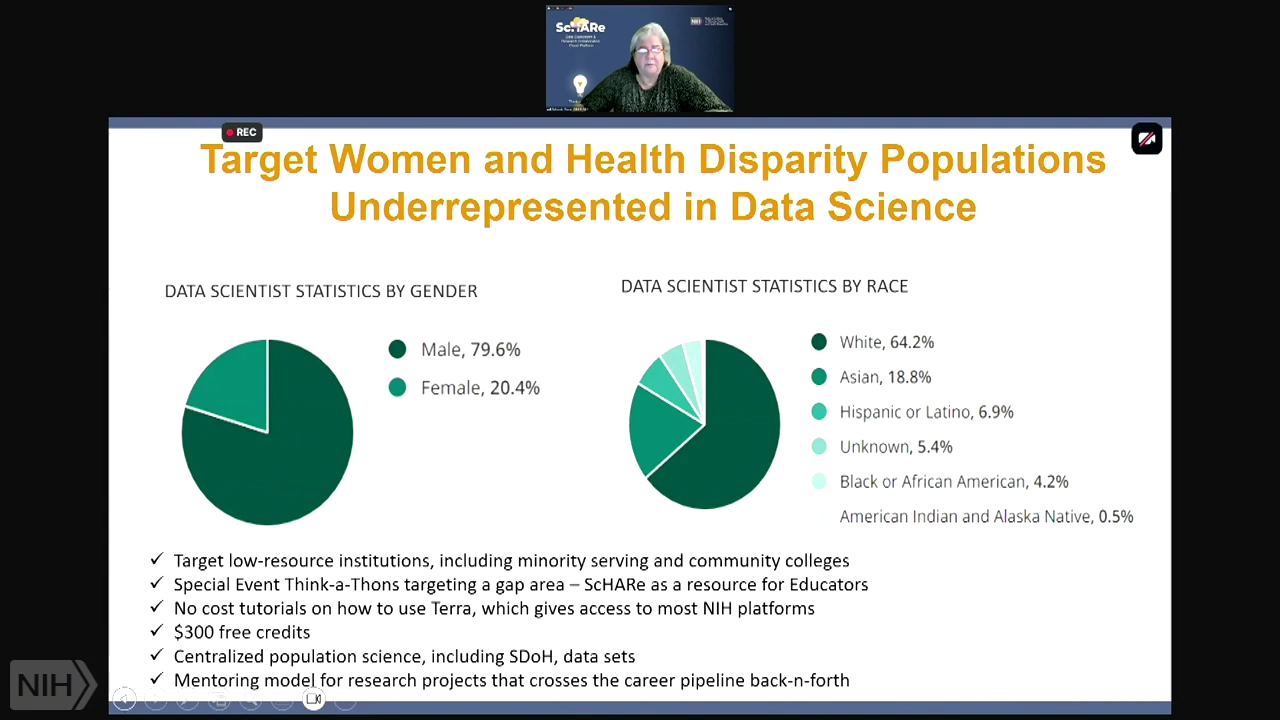 ScHARe
NIH
REC
Target Women and Health Disparity Populations
Underrepresented in Data Science
DATA SCIENTIST STATISTICS BY GENDER
Male, 79.6%
Female, 20.4%
DATA SCIENTIST STATISTICS BY RACE
White, 64.2%
Asian, 18.8%
Hispanic or Latino, 6.9%
Unknown, 5.4%
Black or African American, 4.2%
American Indian and Alaska Native, 0.5%
✓ Target low-resource institutions, including minority serving and community colleges
✓ Special Event Think-a-Thons targeting a gap area – ScHARe as a resource for Educators
✓ No cost tutorials on how to use Terra, which gives access to most NIH platforms
✓ $300 free credits
✓ Centralized population science, including SDoH, data sets
✓ Mentoring model for research projects that crosses the career pipeline back-n-forth
NIH